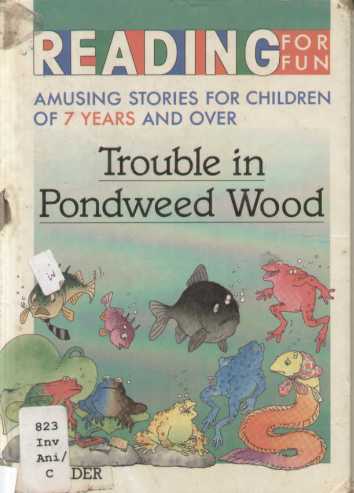 READING FOR FUN
AMUSING STORIES FOR CHILDREN
OF 7 YEARS AND OVER
Trouble in
Pondweed Wood
823
Inv
Ani/
C
DER